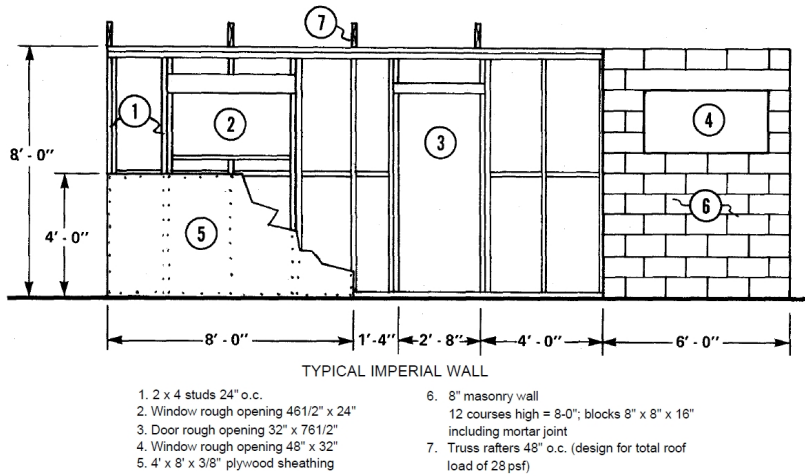 7
1
2
3
4
8' - 0"
4' - 0"
5
6
8' - 0"
1'-4"
2' - 8"
4' - 0"
6' - 0"
TYPICAL IMPERIAL WALL
1. 2 x 4 studs 24" o.c.
2. Window rough opening 461/2" x 24"
3. Door rough opening 32" x 761/2"
4. Window rough opening 48" x 32"
5. 4' x 8' x 3/8" plywood sheathing
6. 8" masonry wall
12 courses high = 8-0"; blocks 8" x 8" x 16"
including mortar joint
7. Truss rafters 48" o.c. (design for total roof
load of 28 psf)